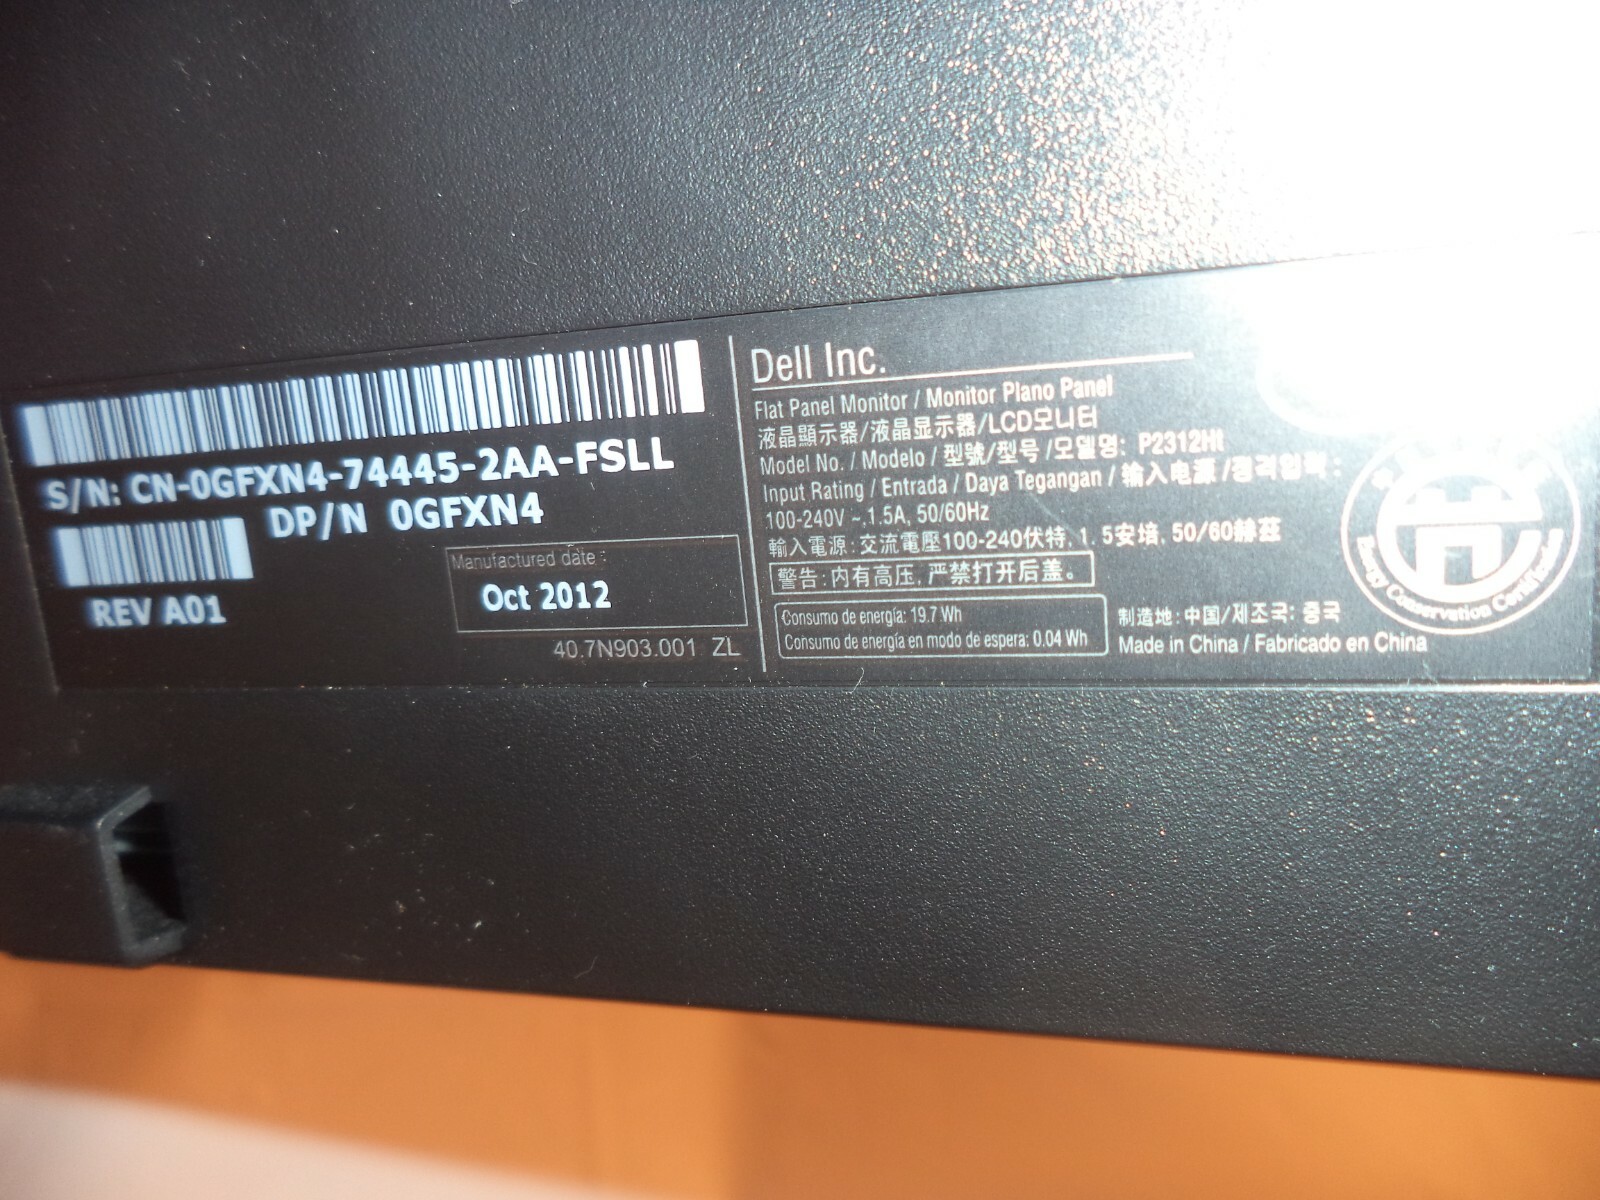 S/N: CN-0GFXN4-74445-2AA-FSLL
DP/N 0GFXN4
REV A01
Manufactured date :
Oct 2012
40.7N903.001 ZL
Dell Inc.
Flat Panel Monitor / Monitor Plano Panel
液晶顯示器/液晶显示器/LCD모니터
Model No. / Modelo / 型號/型号 /모델명: P2312Ht
Input Rating / Entrada / Daya Tegangan / 输入电源 /정격입력 :
100-240V ~,1.5A, 50/60Hz
輸入電源: 交流電壓100-240伏特, 1. 5安培, 50/60赫茲
警告: 内有高压, 严禁打开后盖。
Consumo de energía: 19.7 Wh
Consumo de energía en modo de espera: 0.04 Wh
制造地: 中国/제조국: 중국
Made in China / Fabricado en China
Energy Conservation Certification